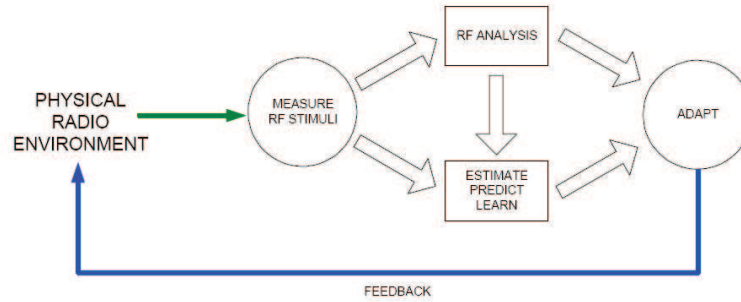 PHYSICAL
RADIO
ENVIRONMENT
MEASURE
RF STIMULI
RF ANALYSIS
ESTIMATE
PREDICT
LEARN
ADAPT
FEEDBACK